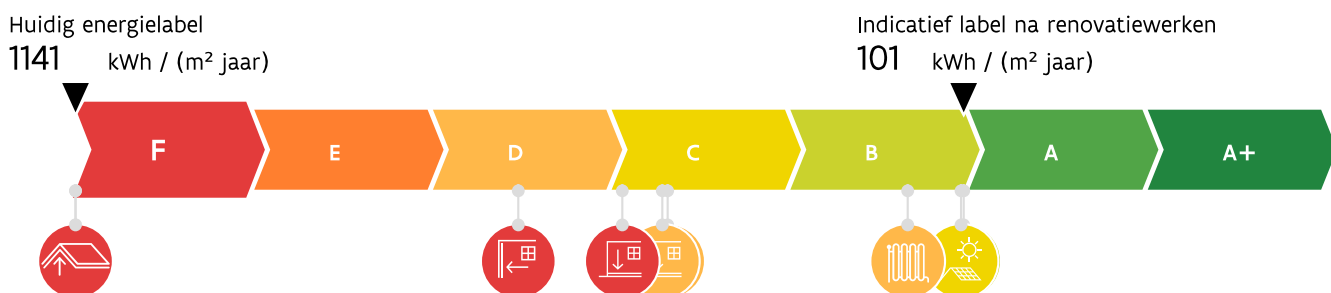 Huidig energielabel
1141 kWh / (m² jaar)
Indicatief label na renovatiewerken
101 kWh / (m² jaar)
F E D C B A A+